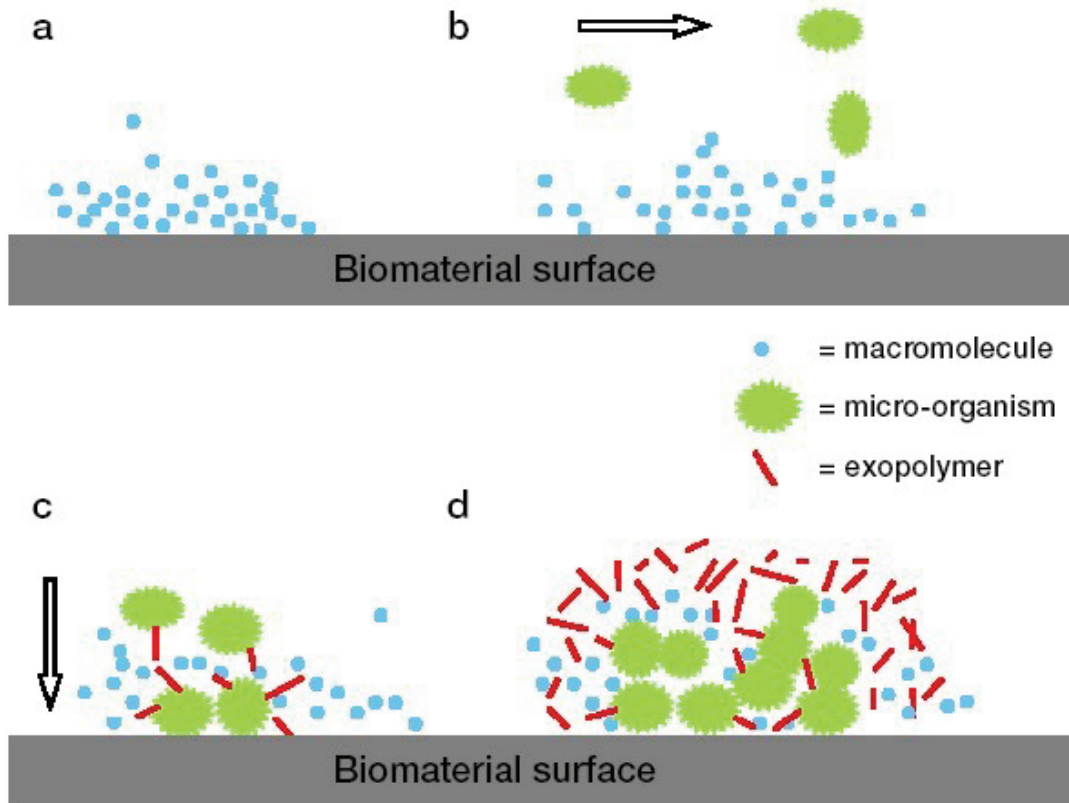 a
b
Biomaterial surface
= macromolecule
= micro-organism
= exopolymer
c
d
Biomaterial surface